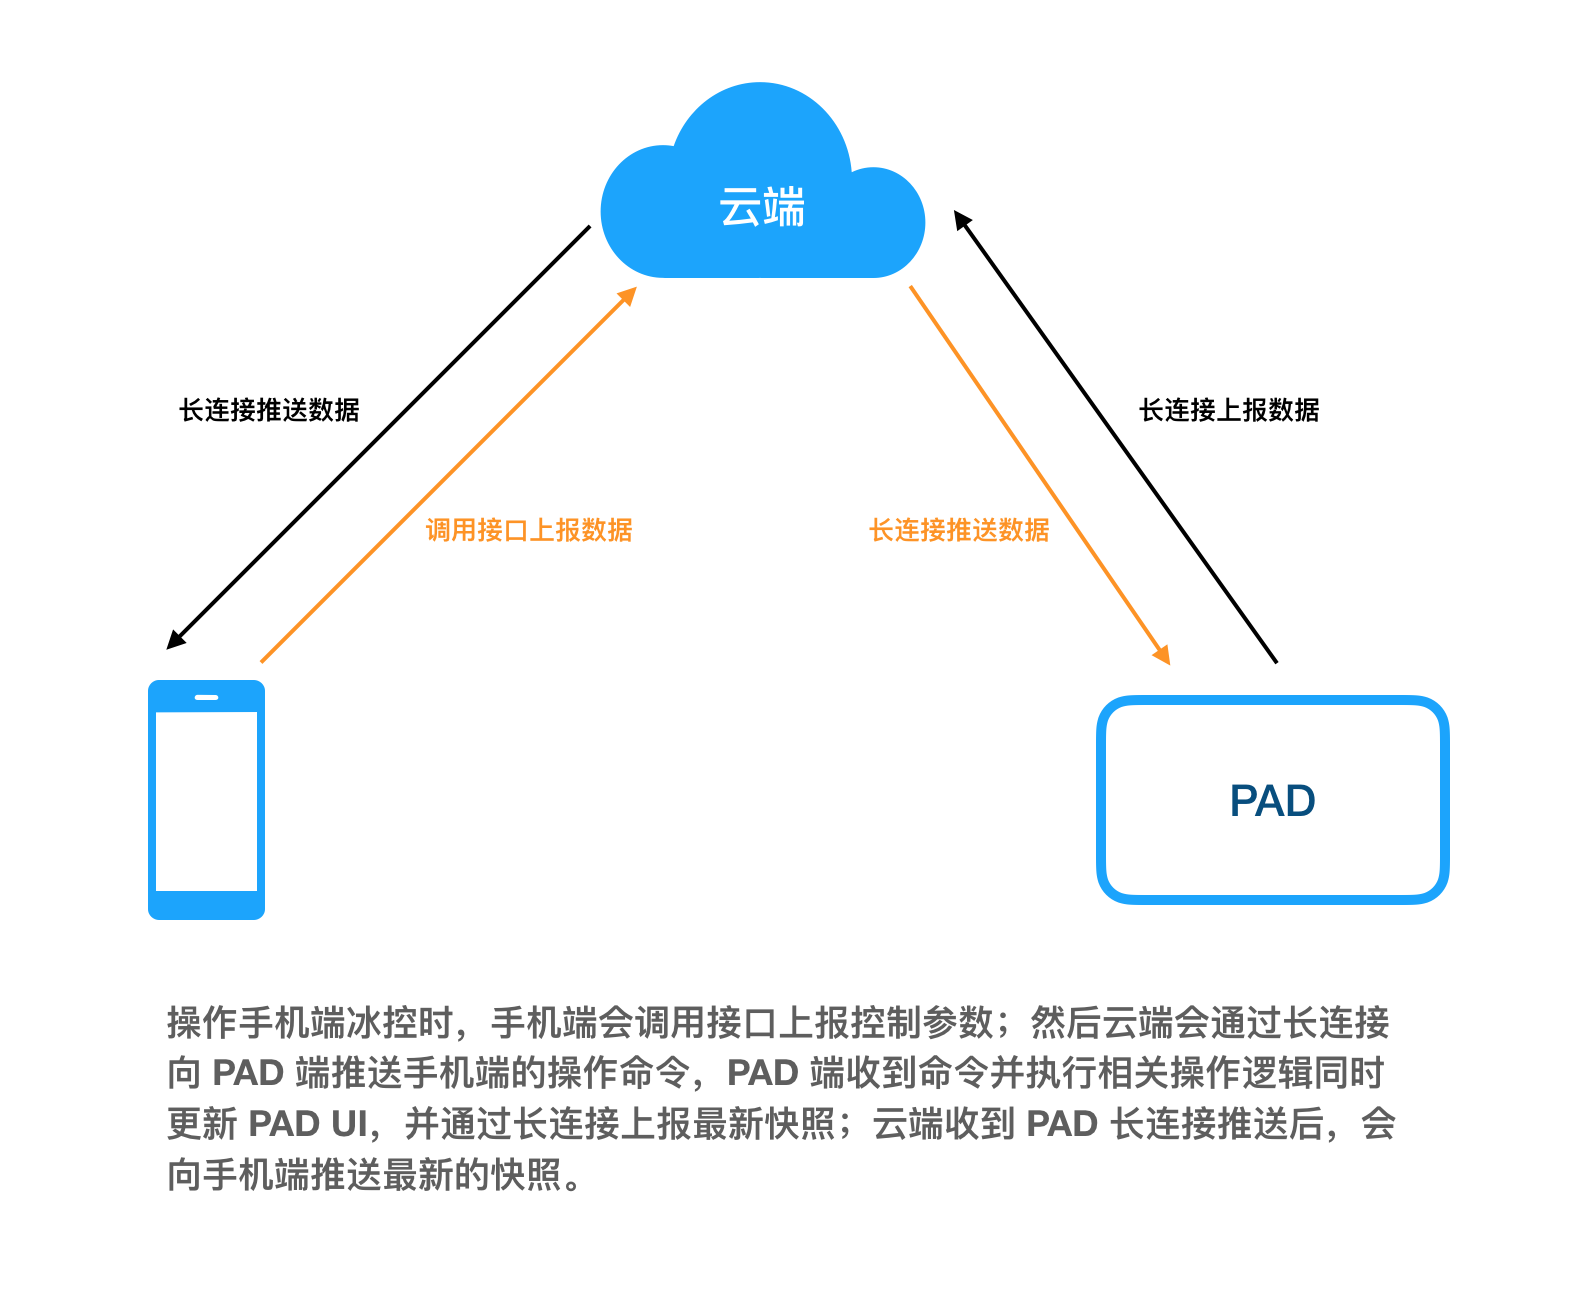 云端
长连接推送数据
长连接上报数据
调用接口上报数据
长连接推送数据
PAD
操作手机端冰控时，手机端会调用接口上报控制参数；然后云端会通过长连接
向 PAD 端推送手机端的操作命令，PAD 端收到命令并执行相关操作逻辑同时
更新 PAD UI，并通过长连接上报最新快照；云端收到 PAD 长连接推送后，会
向手机端推送最新的快照。